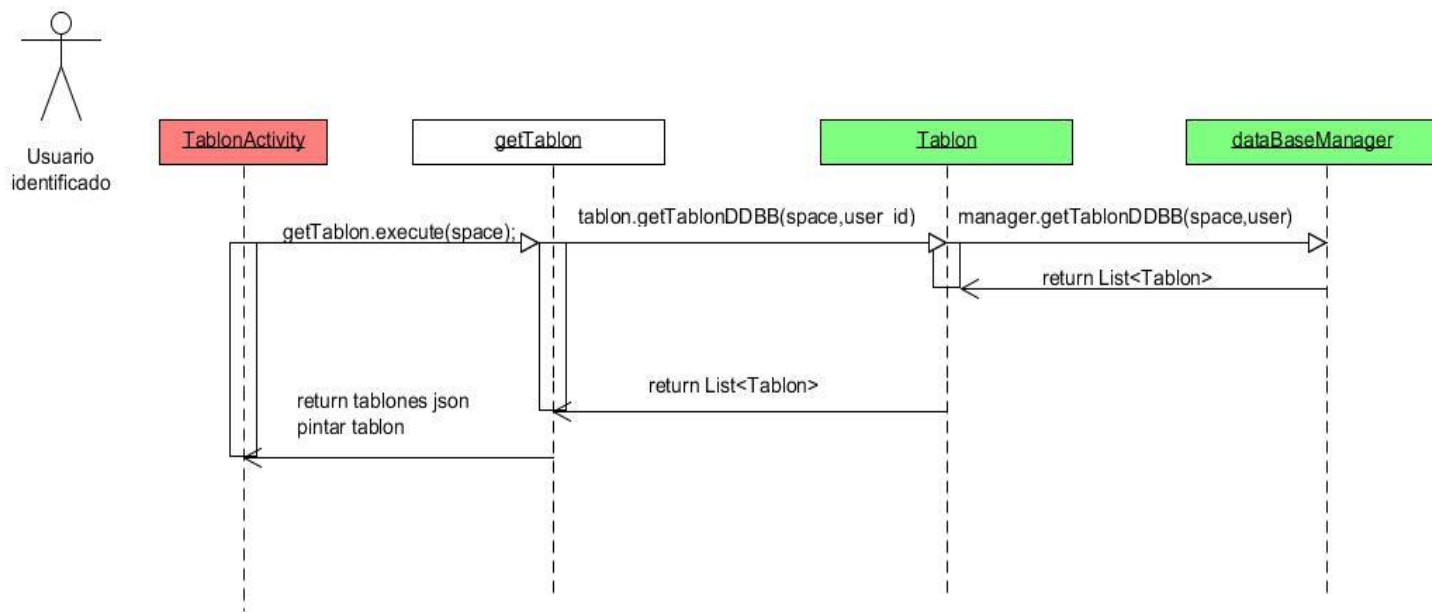 Usuario
identificado
TablonActivity
getTablon
Tablon
dataBaseManager
getTablon.execute(space);
tablon.getTablonDDBB(space,user_id)
manager.getTablonDDBB(space,user)
return List<Tablon>
return List<Tablon>
return tablones json
pintar tablon